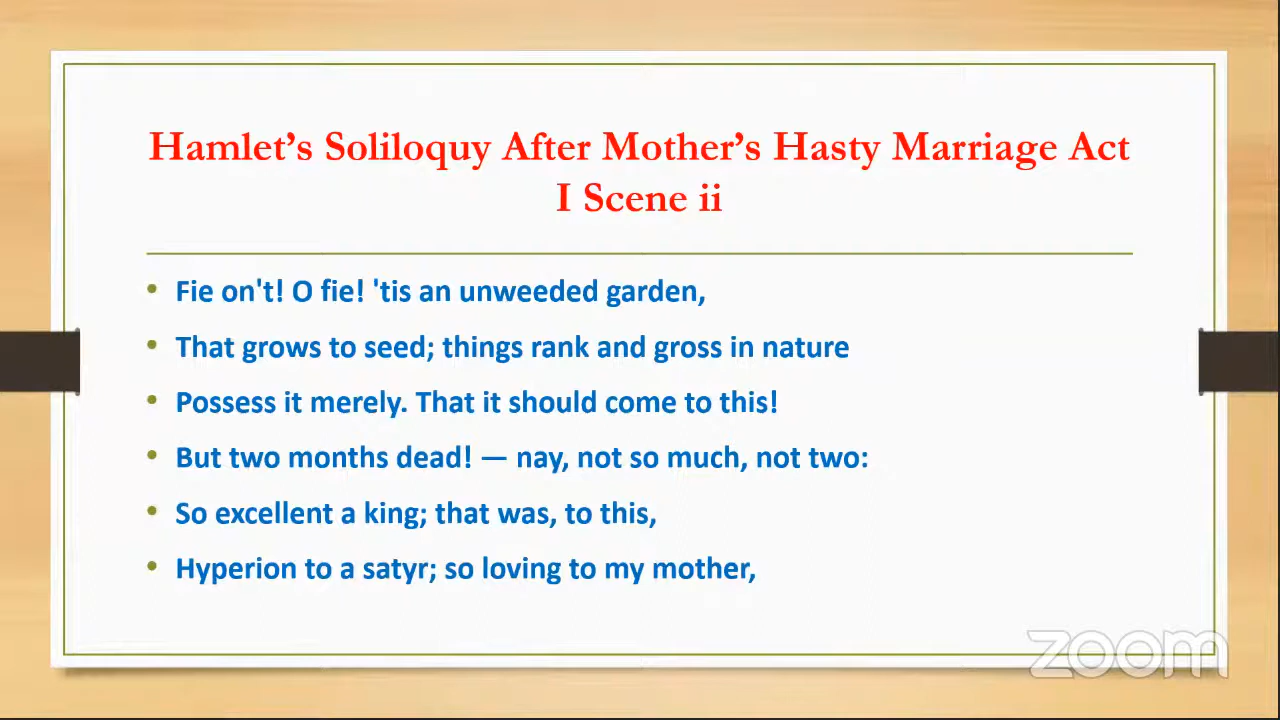 Hamlet’s Soliloquy After Mother’s Hasty Marriage Act
I Scene ii
• Fie on't! O fie! 'tis an unweeded garden,
• That grows to seed; things rank and gross in nature
• Possess it merely. That it should come to this!
• But two months dead! — nay, not so much, not two:
• So excellent a king; that was, to this,
• Hyperion to a satyr; so loving to my mother,
zoom